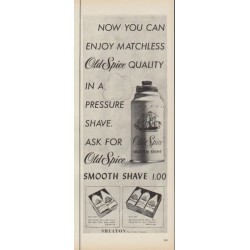 NOW YOU CAN
ENJOY MATCHLESS
Old Spice QUALITY
IN A
PRESSURE
SHAVE.
ASK FOR
Old Spice
SMOOTH SHAVE 1.00
SHULTON